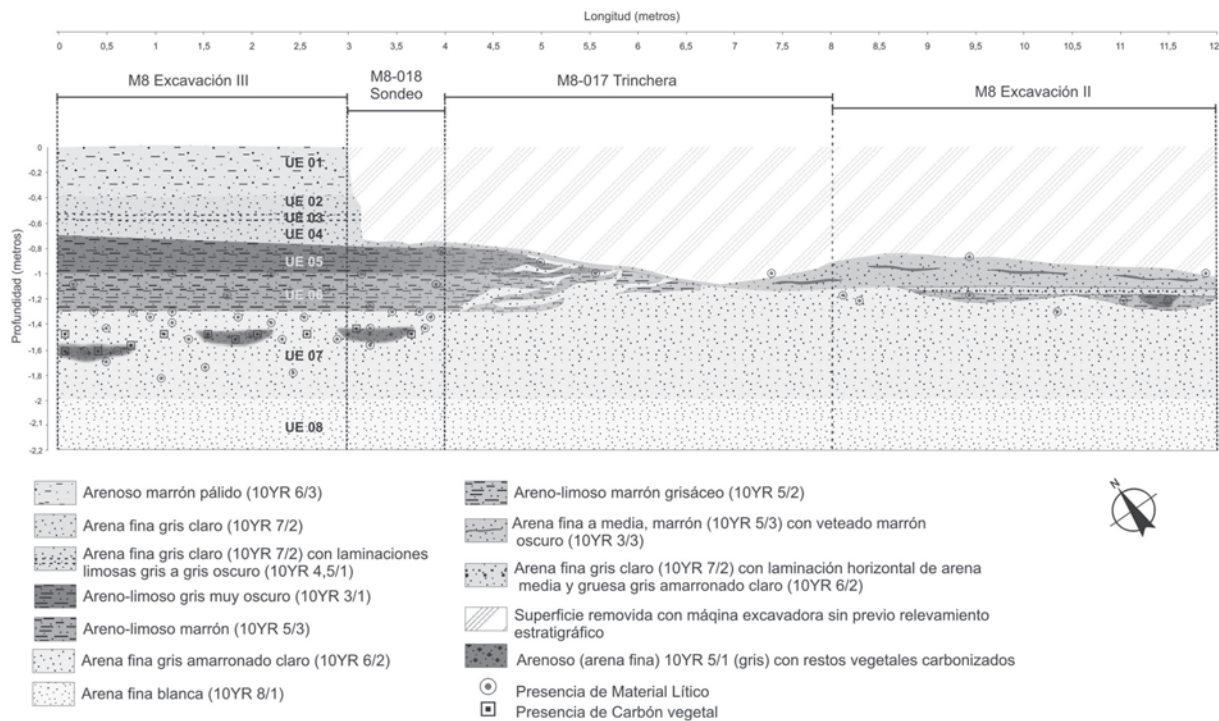 Longitud (metros)
0 0,5 1 1,5 2 2,5 3 3,5 4 4,5 5 5,5 6 6,5 7 7,5 8 8,5 9 9,5 10 10,5 11 11,5 12
M8 Excavación III
M8-018
Sondeo
M8-017 Trinchera
M8 Excavación II
Profundidad (metros)
0
-0,2
-0,4
-0,6
-0,8
-1
-1,2
-1,4
-1,6
-1,8
-2
-2,1
-2,2
UE 01
UE 02
UE 03
UE 04
UE 05
UE 06
UE 07
UE 08
Arenoso marrón pálido (10YR 6/3)
Arena fina gris claro (10YR 7/2)
Arena fina gris claro (10YR 7/2) con laminaciones
limosas gris a gris oscuro (10YR 4,5/1)
Areno-limoso gris muy oscuro (10YR 3/1)
Areno-limoso marrón (10YR 5/3)
Arena fina gris amarronado claro (10YR 6/2)
Arena fina blanca (10YR 8/1)
Areno-limoso marrón grisáceo (10YR 5/2)
Arena fina a media, marrón (10YR 5/3) con veteado marrón
oscuro (10YR 3/3)
Arena fina gris claro (10YR 7/2) con laminación horizontal de arena
media y gruesa gris amarronado claro (10YR 6/2)
Superficie removida con máqina excavadora sin previo relevamiento
estratigráfico
Arenoso (arena fina) 10YR 5/1 (gris) con restos vegetales carbonizados
Presencia de Material Lítico
Presencia de Carbón vegetal
N